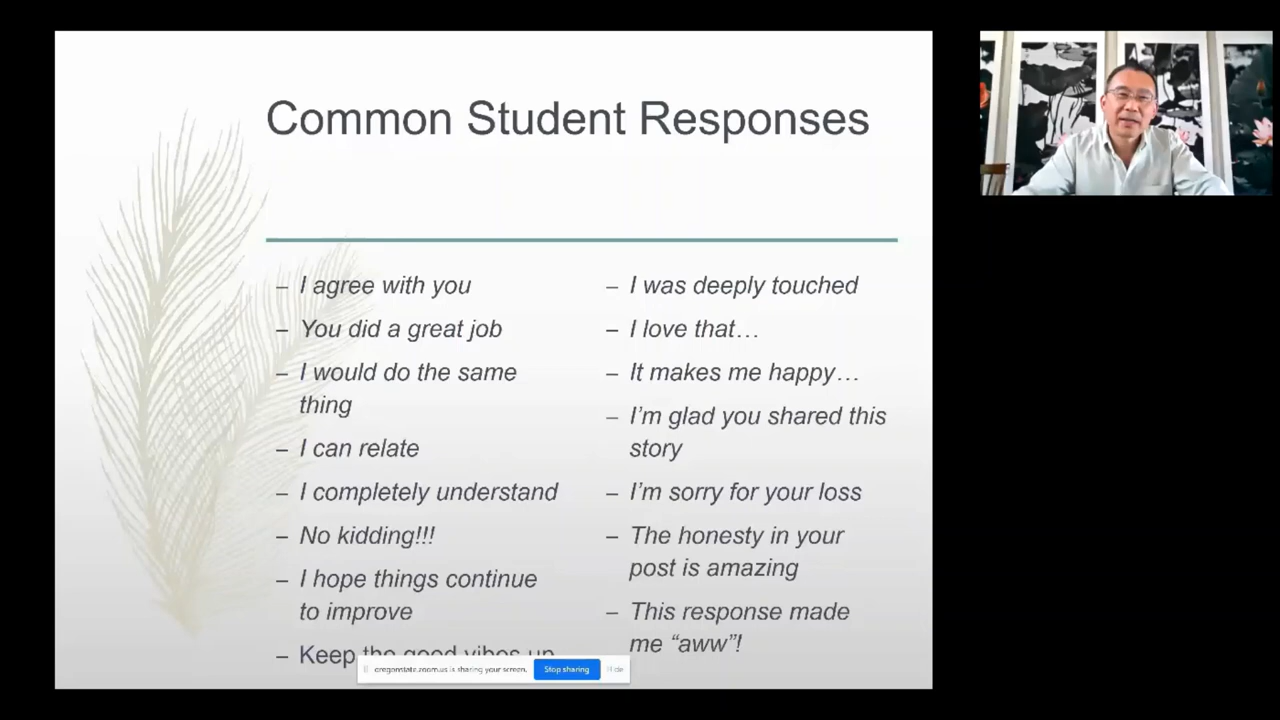 Common Student Responses
– I agree with you
– You did a great job
– I would do the same
thing
– I can relate
– I completely understand
– No kidding!!!
– I hope things continue
to improve
– Keep the good vibes up
– I was deeply touched
– I love that…
– It makes me happy…
– I’m glad you shared this
story
– I’m sorry for your loss
– The honesty in your
post is amazing
– This response made
me “aww”!
oregonstate.zoom.us is sharing your screen.
Stop sharing
Hide